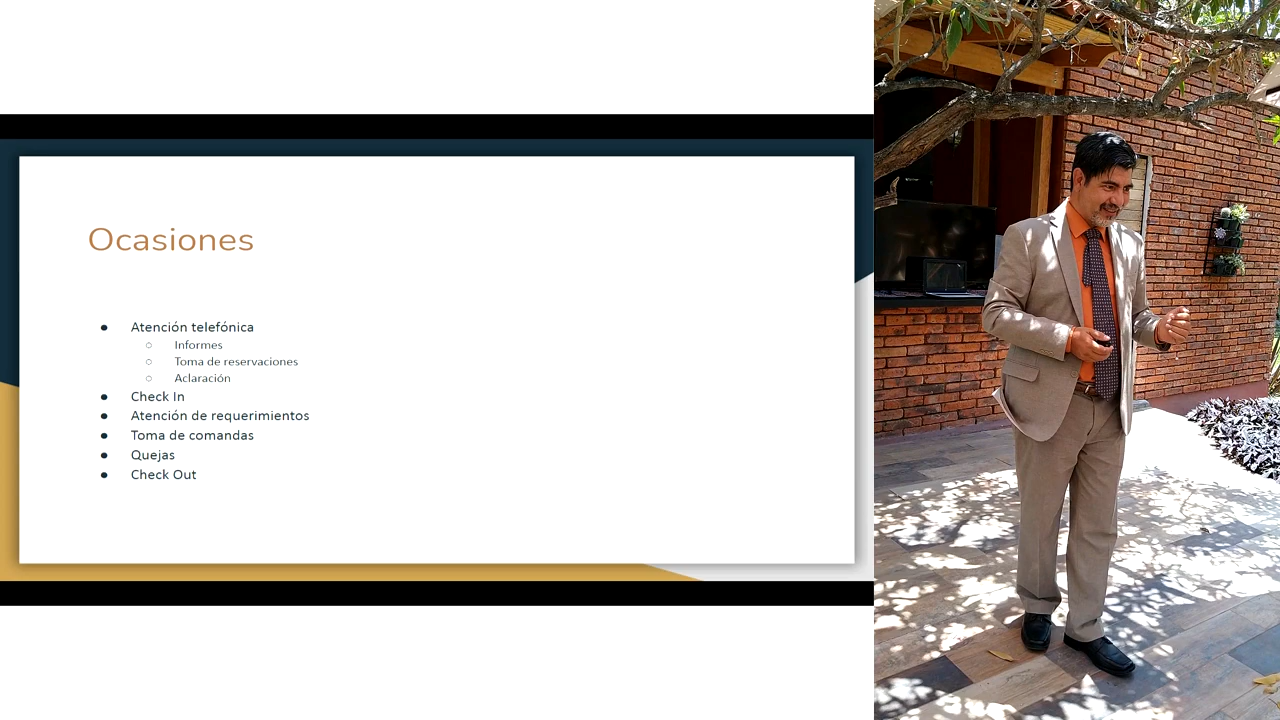 Ocasiones
● Atención telefónica
○ Informes
○ Toma de reservaciones
○ Aclaración
● Check In
● Atención de requerimientos
● Toma de comandas
● Quejas
● Check Out